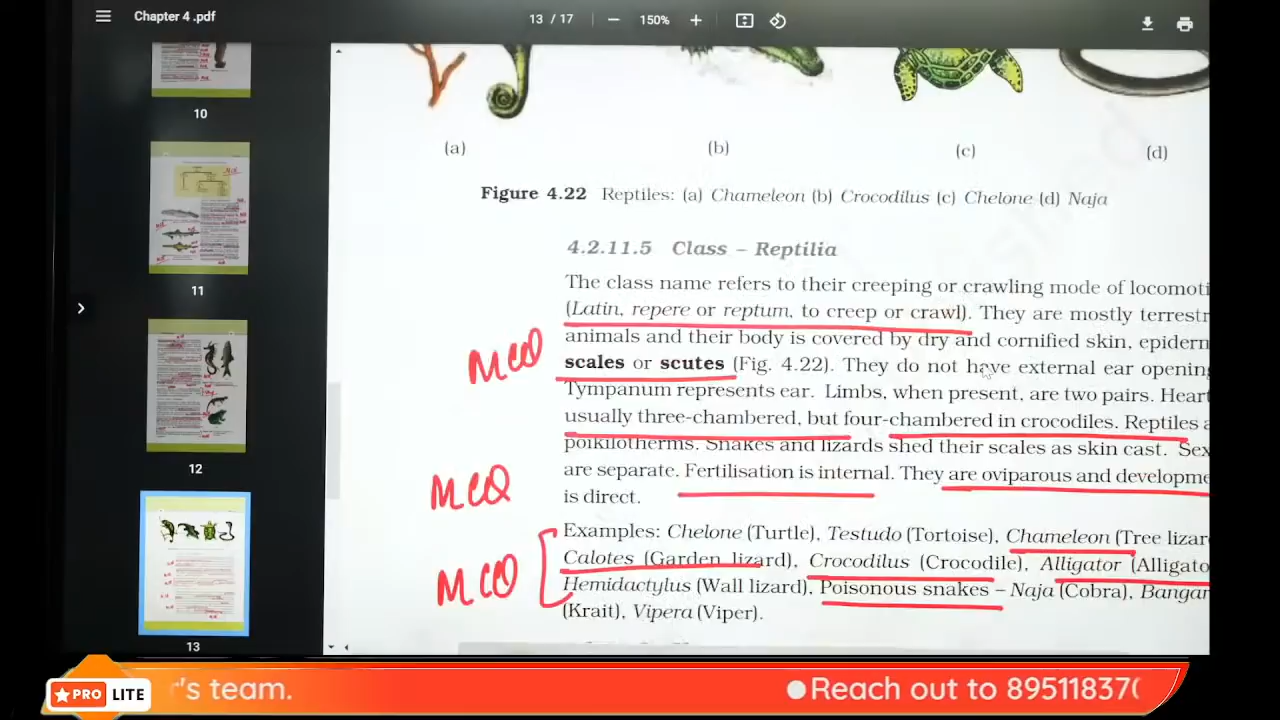 Chapter 4 .pdf
13 / 17
150%
10
11
12
13
(a) (b) (c) (d)
Figure 4.22 Reptiles: (a) Chameleon (b) Crocodilus (c) Chelone (d) Naja
4.2.11.5 Class – Reptilia
The class name refers to their creeping or crawling mode of locomoti
(Latin, repere or reptum, to creep or crawl). They are mostly terrestr
animals and their body is covered by dry and cornified skin, epiderm
MCQ
scales or scutes (Fig. 4.22). They do not have external ear opening
Tympanum represents ear. Limbs, when present, are two pairs. Heart
usually three-chambered, but four-chambered in crocodiles. Reptiles a
poikilotherms. Snakes and lizards shed their scales as skin cast. Sex
are separate. Fertilisation is internal. They are oviparous and developme
MCQ
is direct.
Examples: Chelone (Turtle), Testudo (Tortoise), Chameleon (Tree lizar
Calotes (Garden lizard), Crocodilus (Crocodile), Alligator (Alligato
MCQ
Hemidactylus (Wall lizard), Poisonous snakes – Naja (Cobra), Bangar
(Krait), Vipera (Viper).
PRO LITE
r's team.
Reach out to 89511837